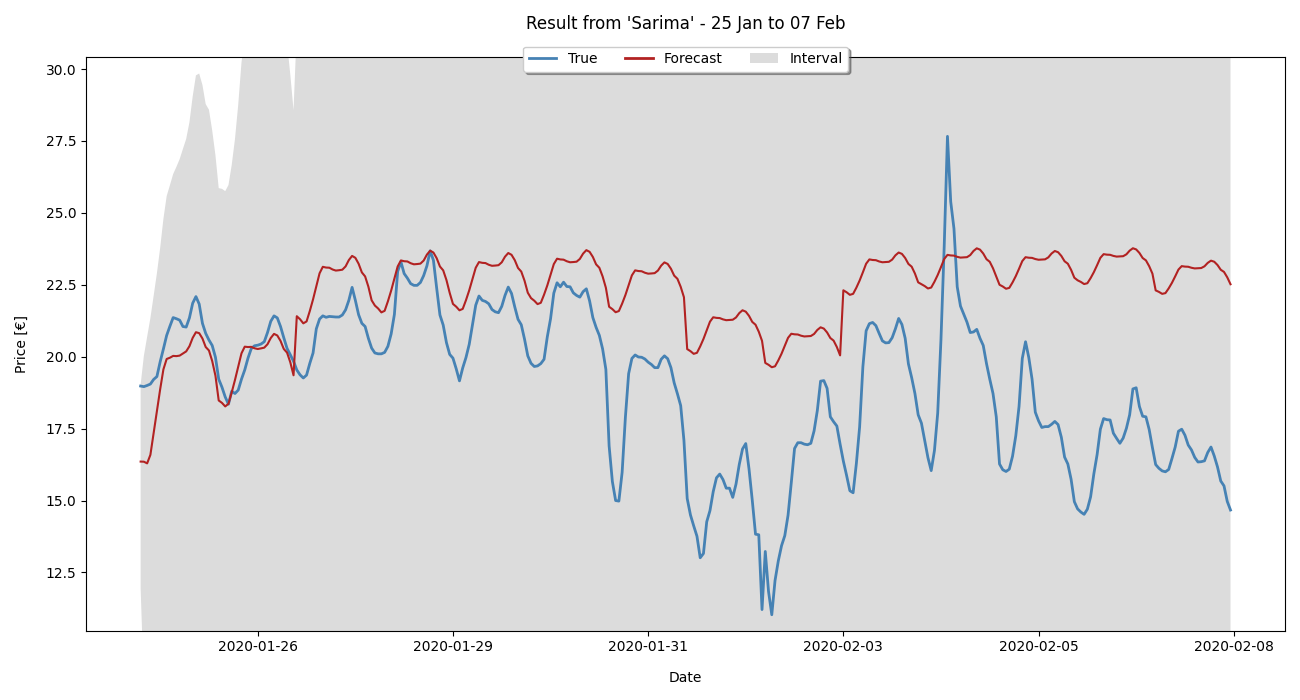 Result from 'Sarima' - 25 Jan to 07 Feb
True Forecast Interval
30.0
27.5
25.0
22.5
20.0
17.5
15.0
12.5
Price [€]
2020-01-26 2020-01-29 2020-01-31 2020-02-03 2020-02-05 2020-02-08
Date